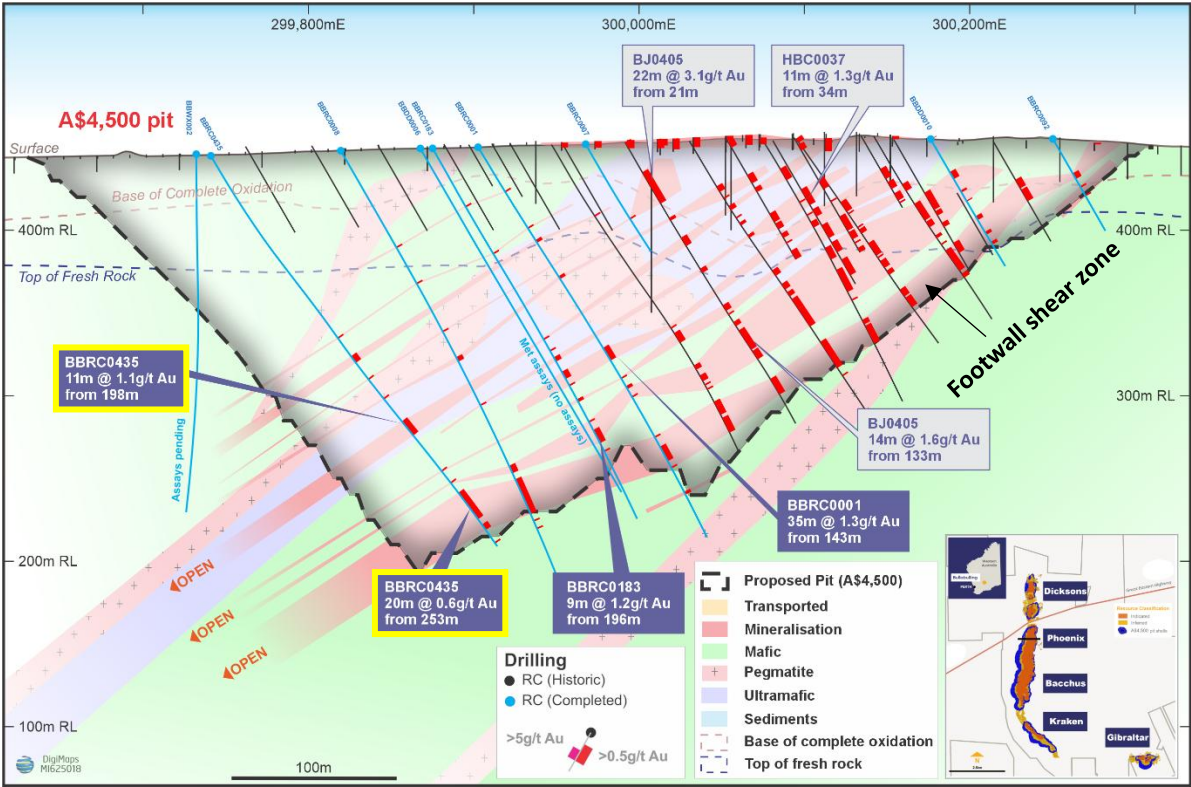 299,800mE
300,000mE
300,200mE
BJ0405
22m @ 3.1g/t Au
from 21m
HBC0037
11m @ 1.3g/t Au
from 34m
A$4,500 pit
BBWX002
BBRC0435
BBRC0008
BBDD0006
BBRC0183
BBRC0001
BBRC0007
BBDD0010
BBRC0092
Surface
Base of Complete Oxidation
400m RL
400m RL
Top of Fresh Rock
Footwall shear zone
BBRC0435
11m @ 1.1g/t Au
from 198m
Met assays (no assays)
300m RL
Assays pending
BJ0405
14m @ 1.6g/t Au
from 133m
BBRC0001
35m @ 1.3g/t Au
from 143m
200m RL
OPEN
OPEN
OPEN
BBRC0435
20m @ 0.6g/t Au
from 253m
BBRC0183
9m @ 1.2g/t Au
from 196m
Proposed Pit (A$4,500)
Transported
Mineralisation
Mafic
Pegmatite
Ultramafic
Sediments
Base of complete oxidation
Top of fresh rock
Drilling
RC (Historic)
RC (Completed)
>5g/t Au
>0.5g/t Au
100m RL
DigiMaps
MI625018
100m
Dicksons
Phoenix
Bacchus
Kraken
Gibraltar